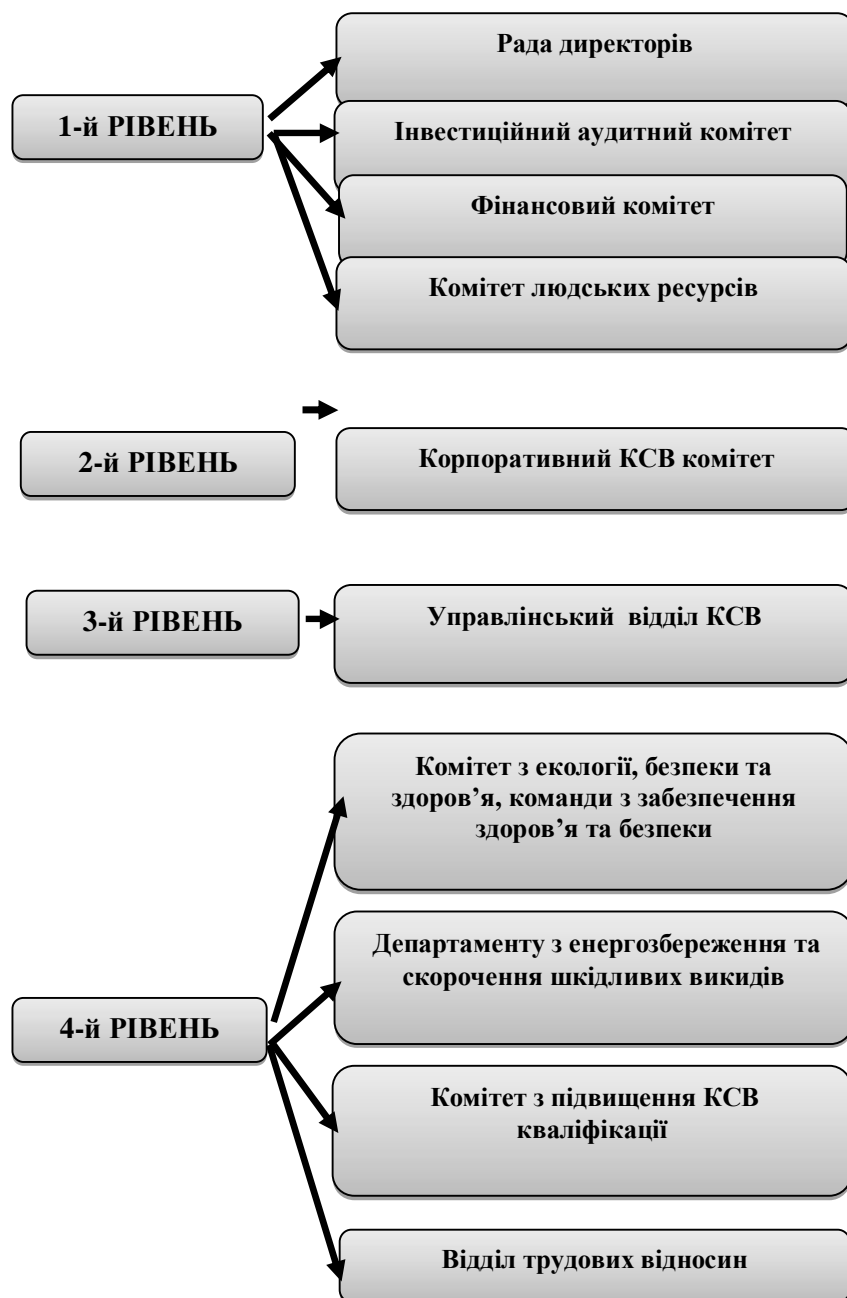 1-й РІВЕНЬ
Рада директорів
Інвестиційний аудитний комітет
Фінансовий комітет
Комітет людських ресурсів
2-й РІВЕНЬ
Корпоративний КСВ комітет
3-й РІВЕНЬ
Управлінський відділ КСВ
4-й РІВЕНЬ
Комітет з екології, безпеки та
здоров’я, команди з забезпечення
здоров’я та безпеки
Департаменту з енергозбереження та
скорочення шкідливих викидів
Комітет з підвищення КСВ
кваліфікації
Відділ трудових відносин